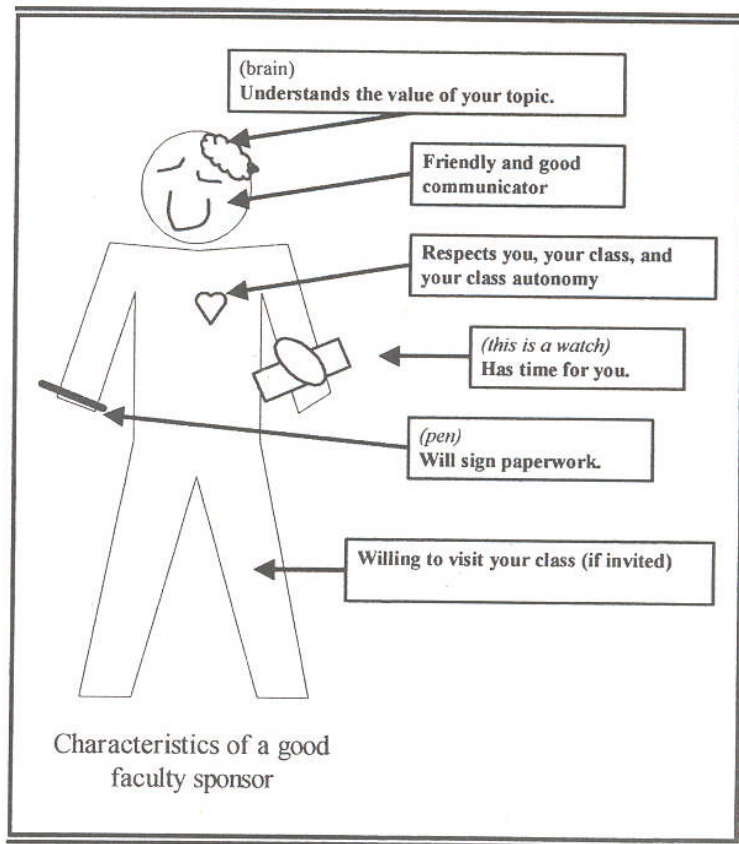 (brain)
Understands the value of your topic.
Friendly and good
communicator
Respects you, your class, and
your class autonomy
(this is a watch)
Has time for you.
(pen)
Will sign paperwork.
Willing to visit your class (if invited)
Characteristics of a good
faculty sponsor